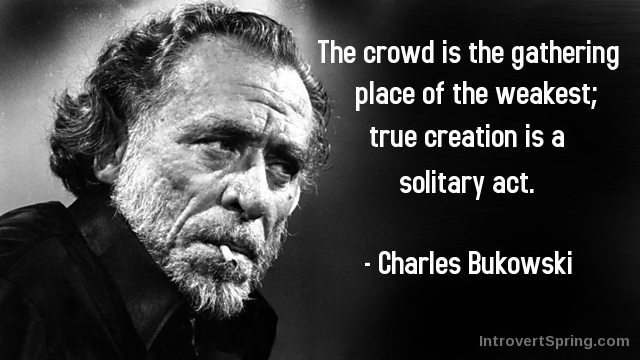 The crowd is the gathering
place of the weakest;
true creation is a
solitary act.
- Charles Bukowski
IntrovertSpring.com